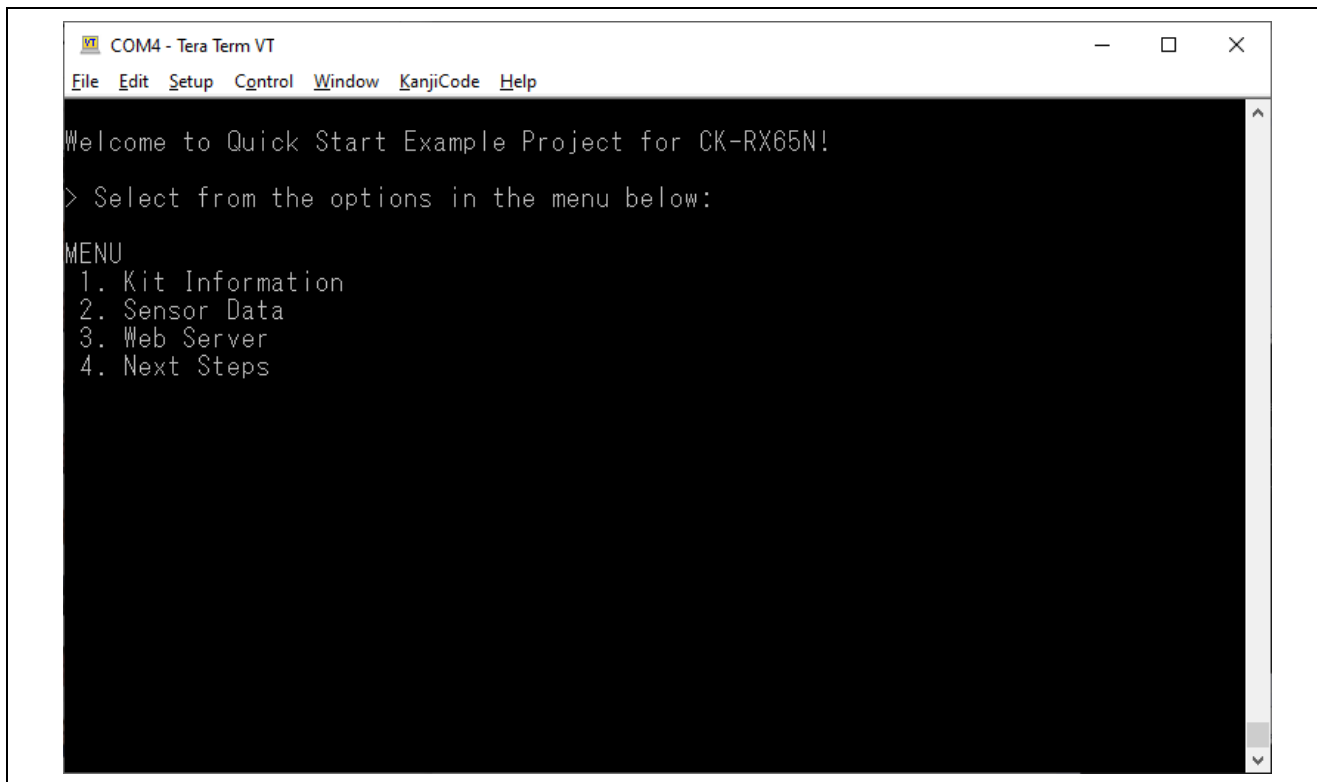 COM4 - Tera Term VT
File Edit Setup Control Window KanjiCode Help
Welcome to Quick Start Example Project for CK-RX65N!
> Select from the options in the menu below:
MENU
1. Kit Information
2. Sensor Data
3. Web Server
4. Next Steps